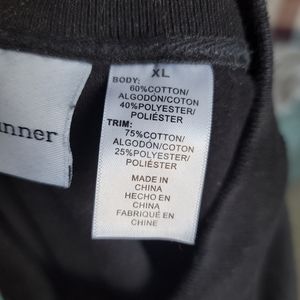 nner
XL
BODY:
60%COTTON/
ALGODÓN/COTON
40%POLYESTER/
POLIÉSTER
TRIM:
75%COTTON/
ALGODÓN/COTON
25%POLYESTER/
POLIÉSTER
MADE IN
CHINA
HECHO EN
CHINA
FABRIQUÉ EN
CHINE